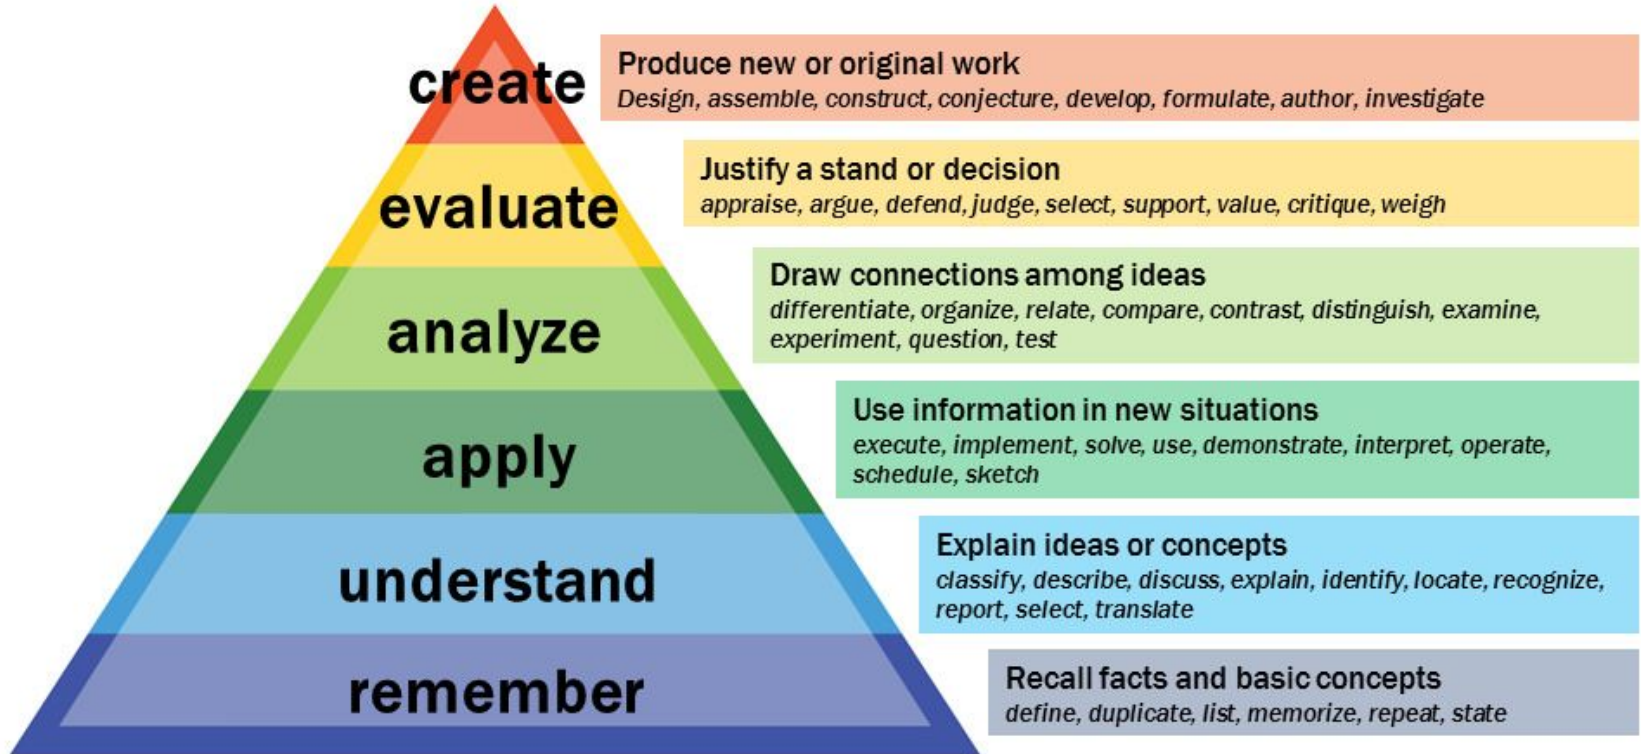 create
Produce new or original work
Design, assemble, construct, conjecture, develop, formulate, author, investigate
evaluate
Justify a stand or decision
appraise, argue, defend, judge, select, support, value, critique, weigh
analyze
Draw connections among ideas
differentiate, organize, relate, compare, contrast, distinguish, examine,
experiment, question, test
apply
Use information in new situations
execute, implement, solve, use, demonstrate, interpret, operate,
schedule, sketch
understand
Explain ideas or concepts
classify, describe, discuss, explain, identify, locate, recognize,
report, select, translate
remember
Recall facts and basic concepts
define, duplicate, list, memorize, repeat, state